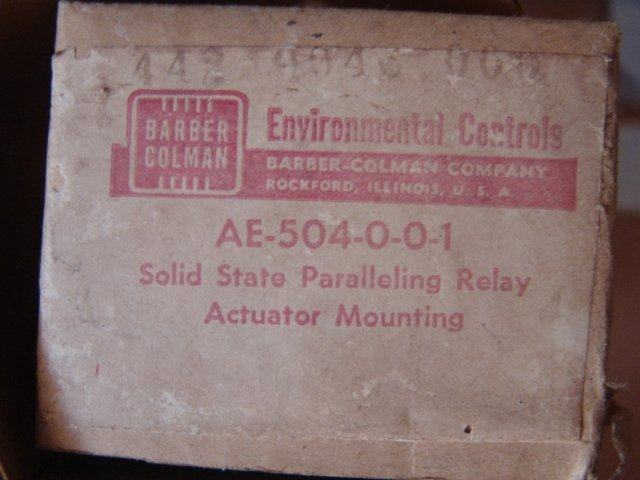 BARBER
COLMAN
Environmental Controls
BARBER-COLMAN COMPANY
ROCKFORD, ILLINOIS, U. S. A
AE-504-0-0-1
Solid State Paralleling Relay
Actuator Mounting